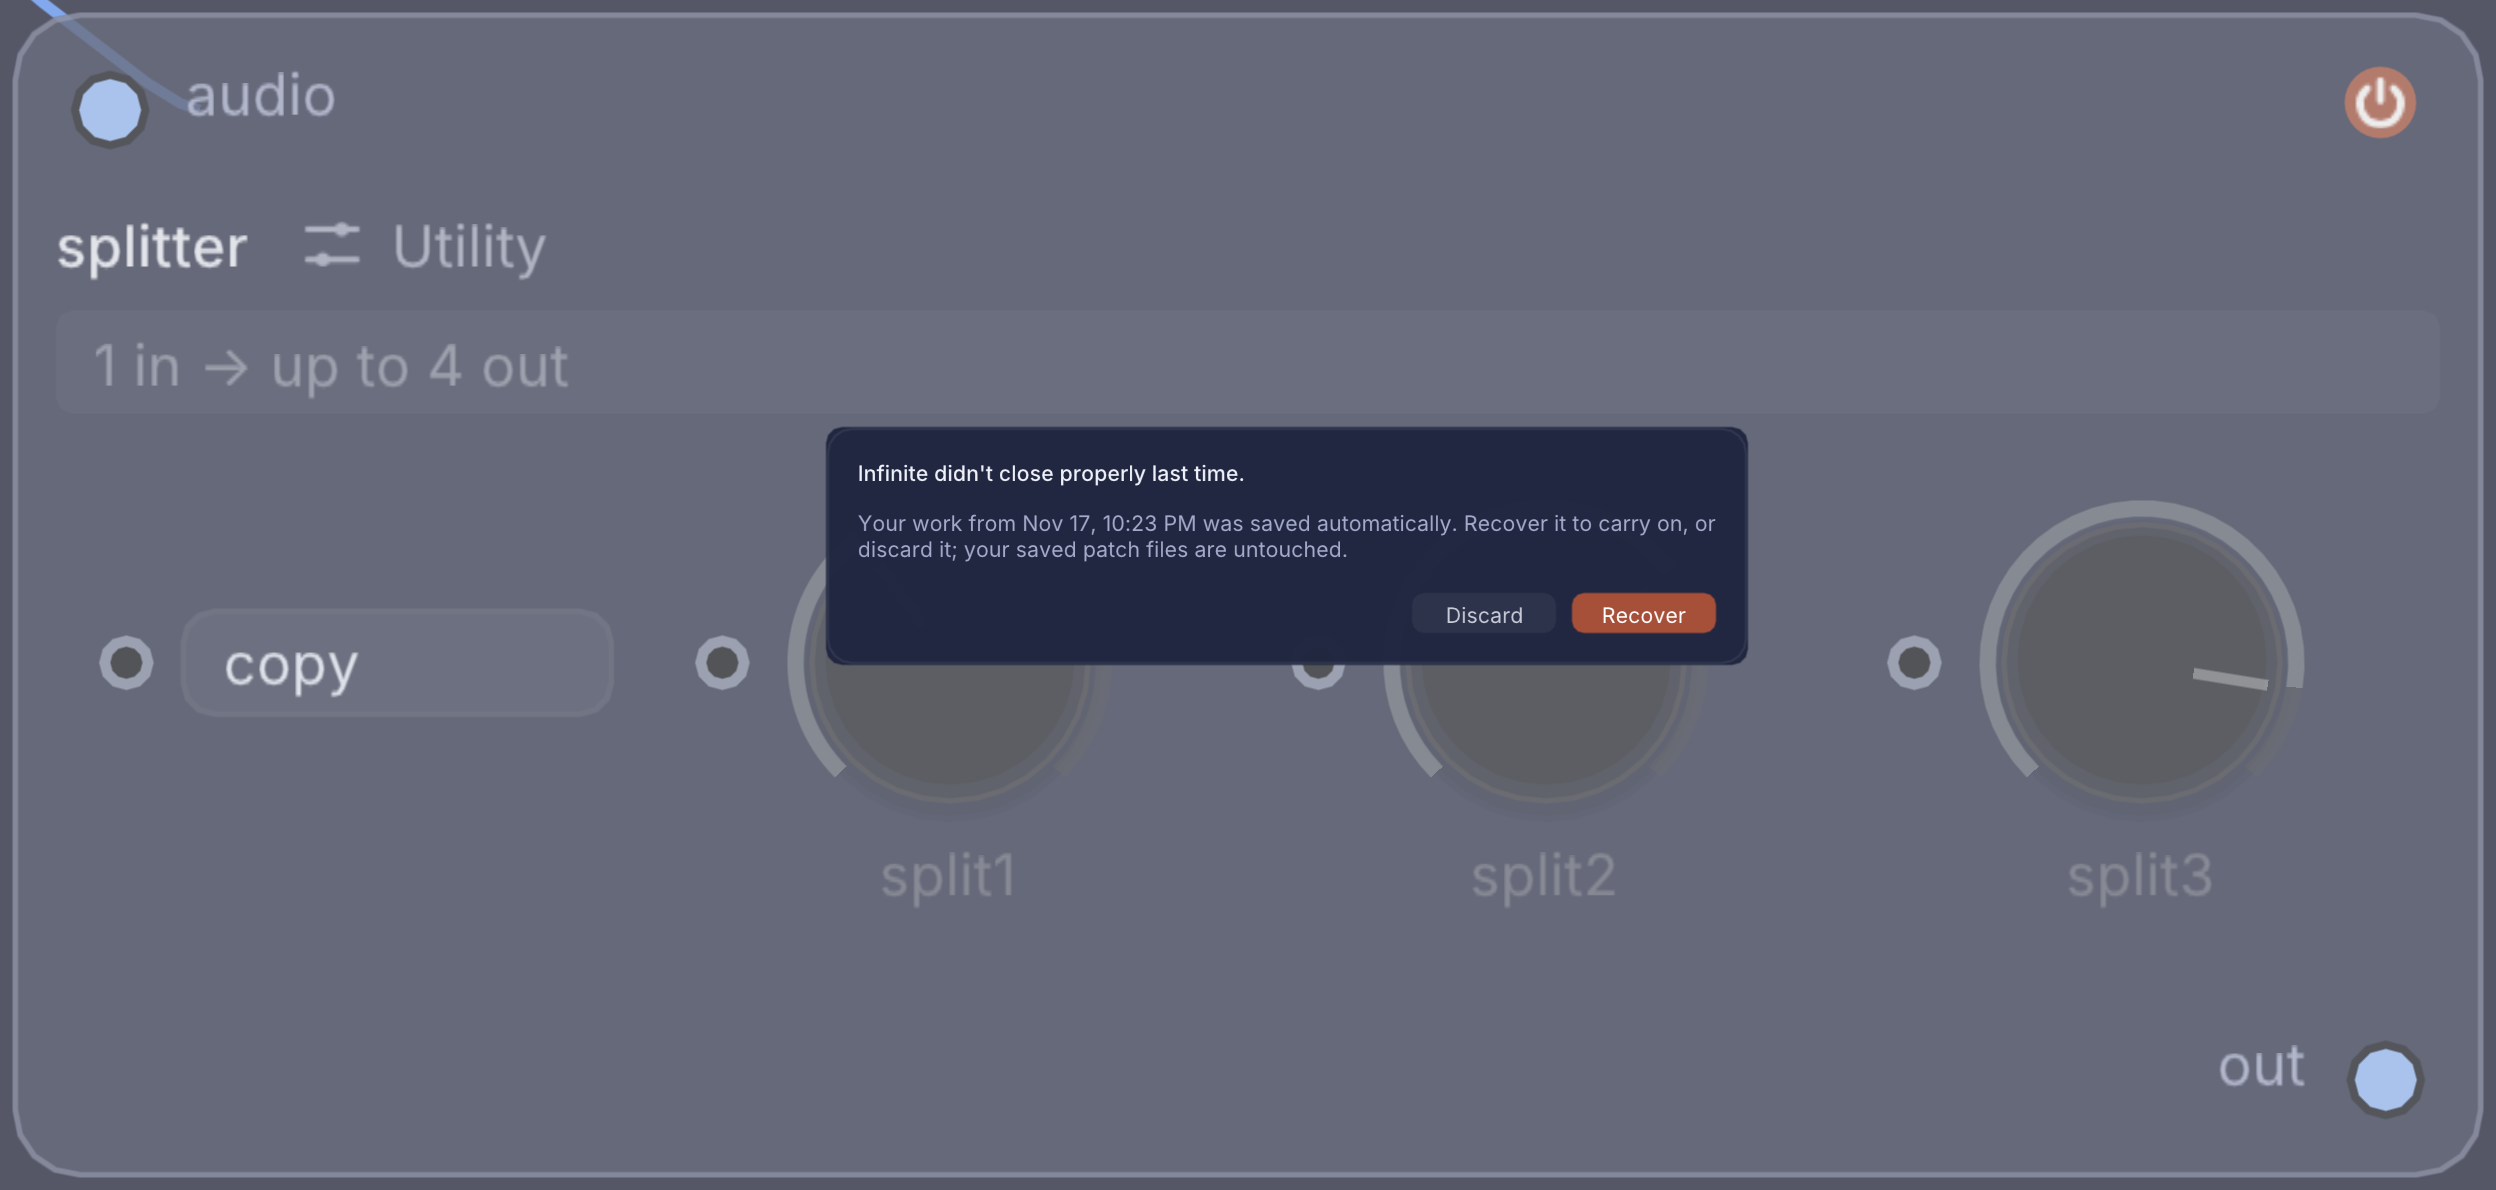 audio
splitter Utility
1 in → up to 4 out
Infinite didn't close properly last time.
Your work from Nov 17, 10:23 PM was saved automatically. Recover it to carry on, or
discard it; your saved patch files are untouched.
Discard Recover
copy
split1 split2 split3
out